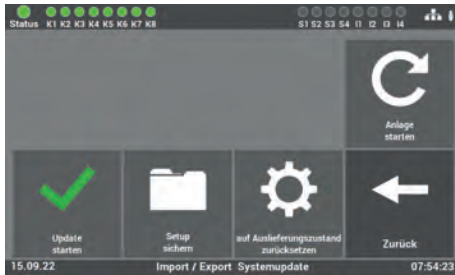 Status K1 K2 K3 K4 K5 K6 K7 K8 S1 S2 S3 S4 I1 I2 I3 I4
Anlage
starten
Update
starten
Setup
sichern
auf Auslieferungszustand
zurücksetzen
Zurück
15.09.22 Import / Export Systemupdate 07:54:23